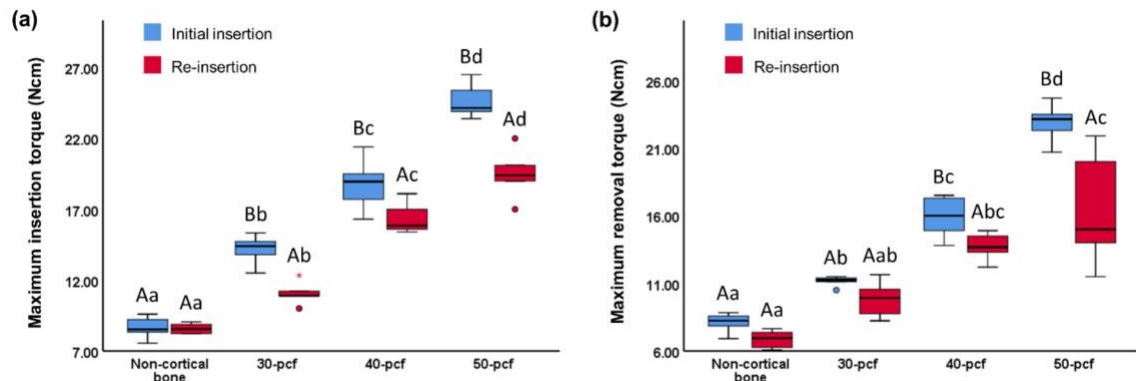 (a)
Initial insertion
Re-insertion
Maximum insertion torque (Ncm)
27.00
22.00
17.00
12.00
7.00
Aa
Aa
Bb
Ab
*
Bc
Ac
Bd
Ad
Non-cortical
bone
30-pcf
40-pcf
50-pcf
(b)
Initial insertion
Re-insertion
Maximum removal torque (Ncm)
26.00
21.00
16.00
11.00
6.00
Aa
Aa
Ab
Aab
Bc
Abc
Bd
Ac
Non-cortical
bone
30-pcf
40-pcf
50-pcf